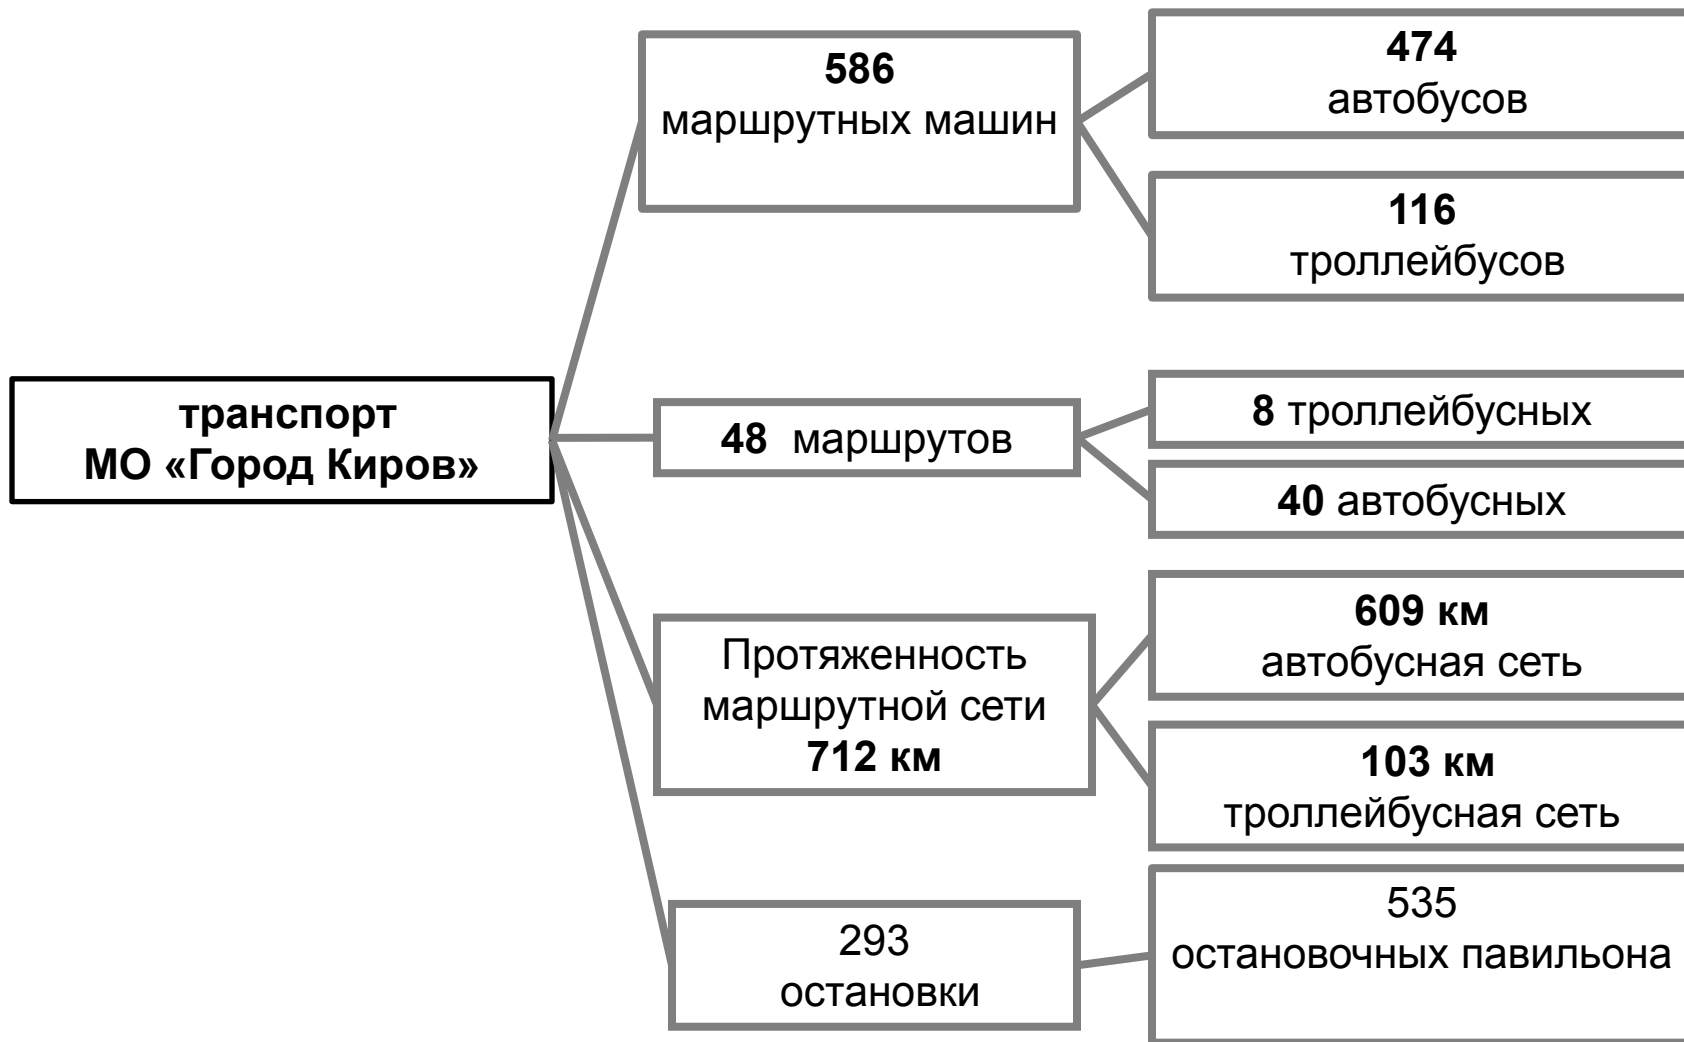 транспорт
МО «Город Киров»
586
маршрутных машин
474
автобусов
116
троллейбусов
48 маршрутов
8 троллейбусных
40 автобусных
Протяженность
маршрутной сети
712 км
609 км
автобусная сеть
103 км
троллейбусная сеть
293
остановки
535
остановочных павильона